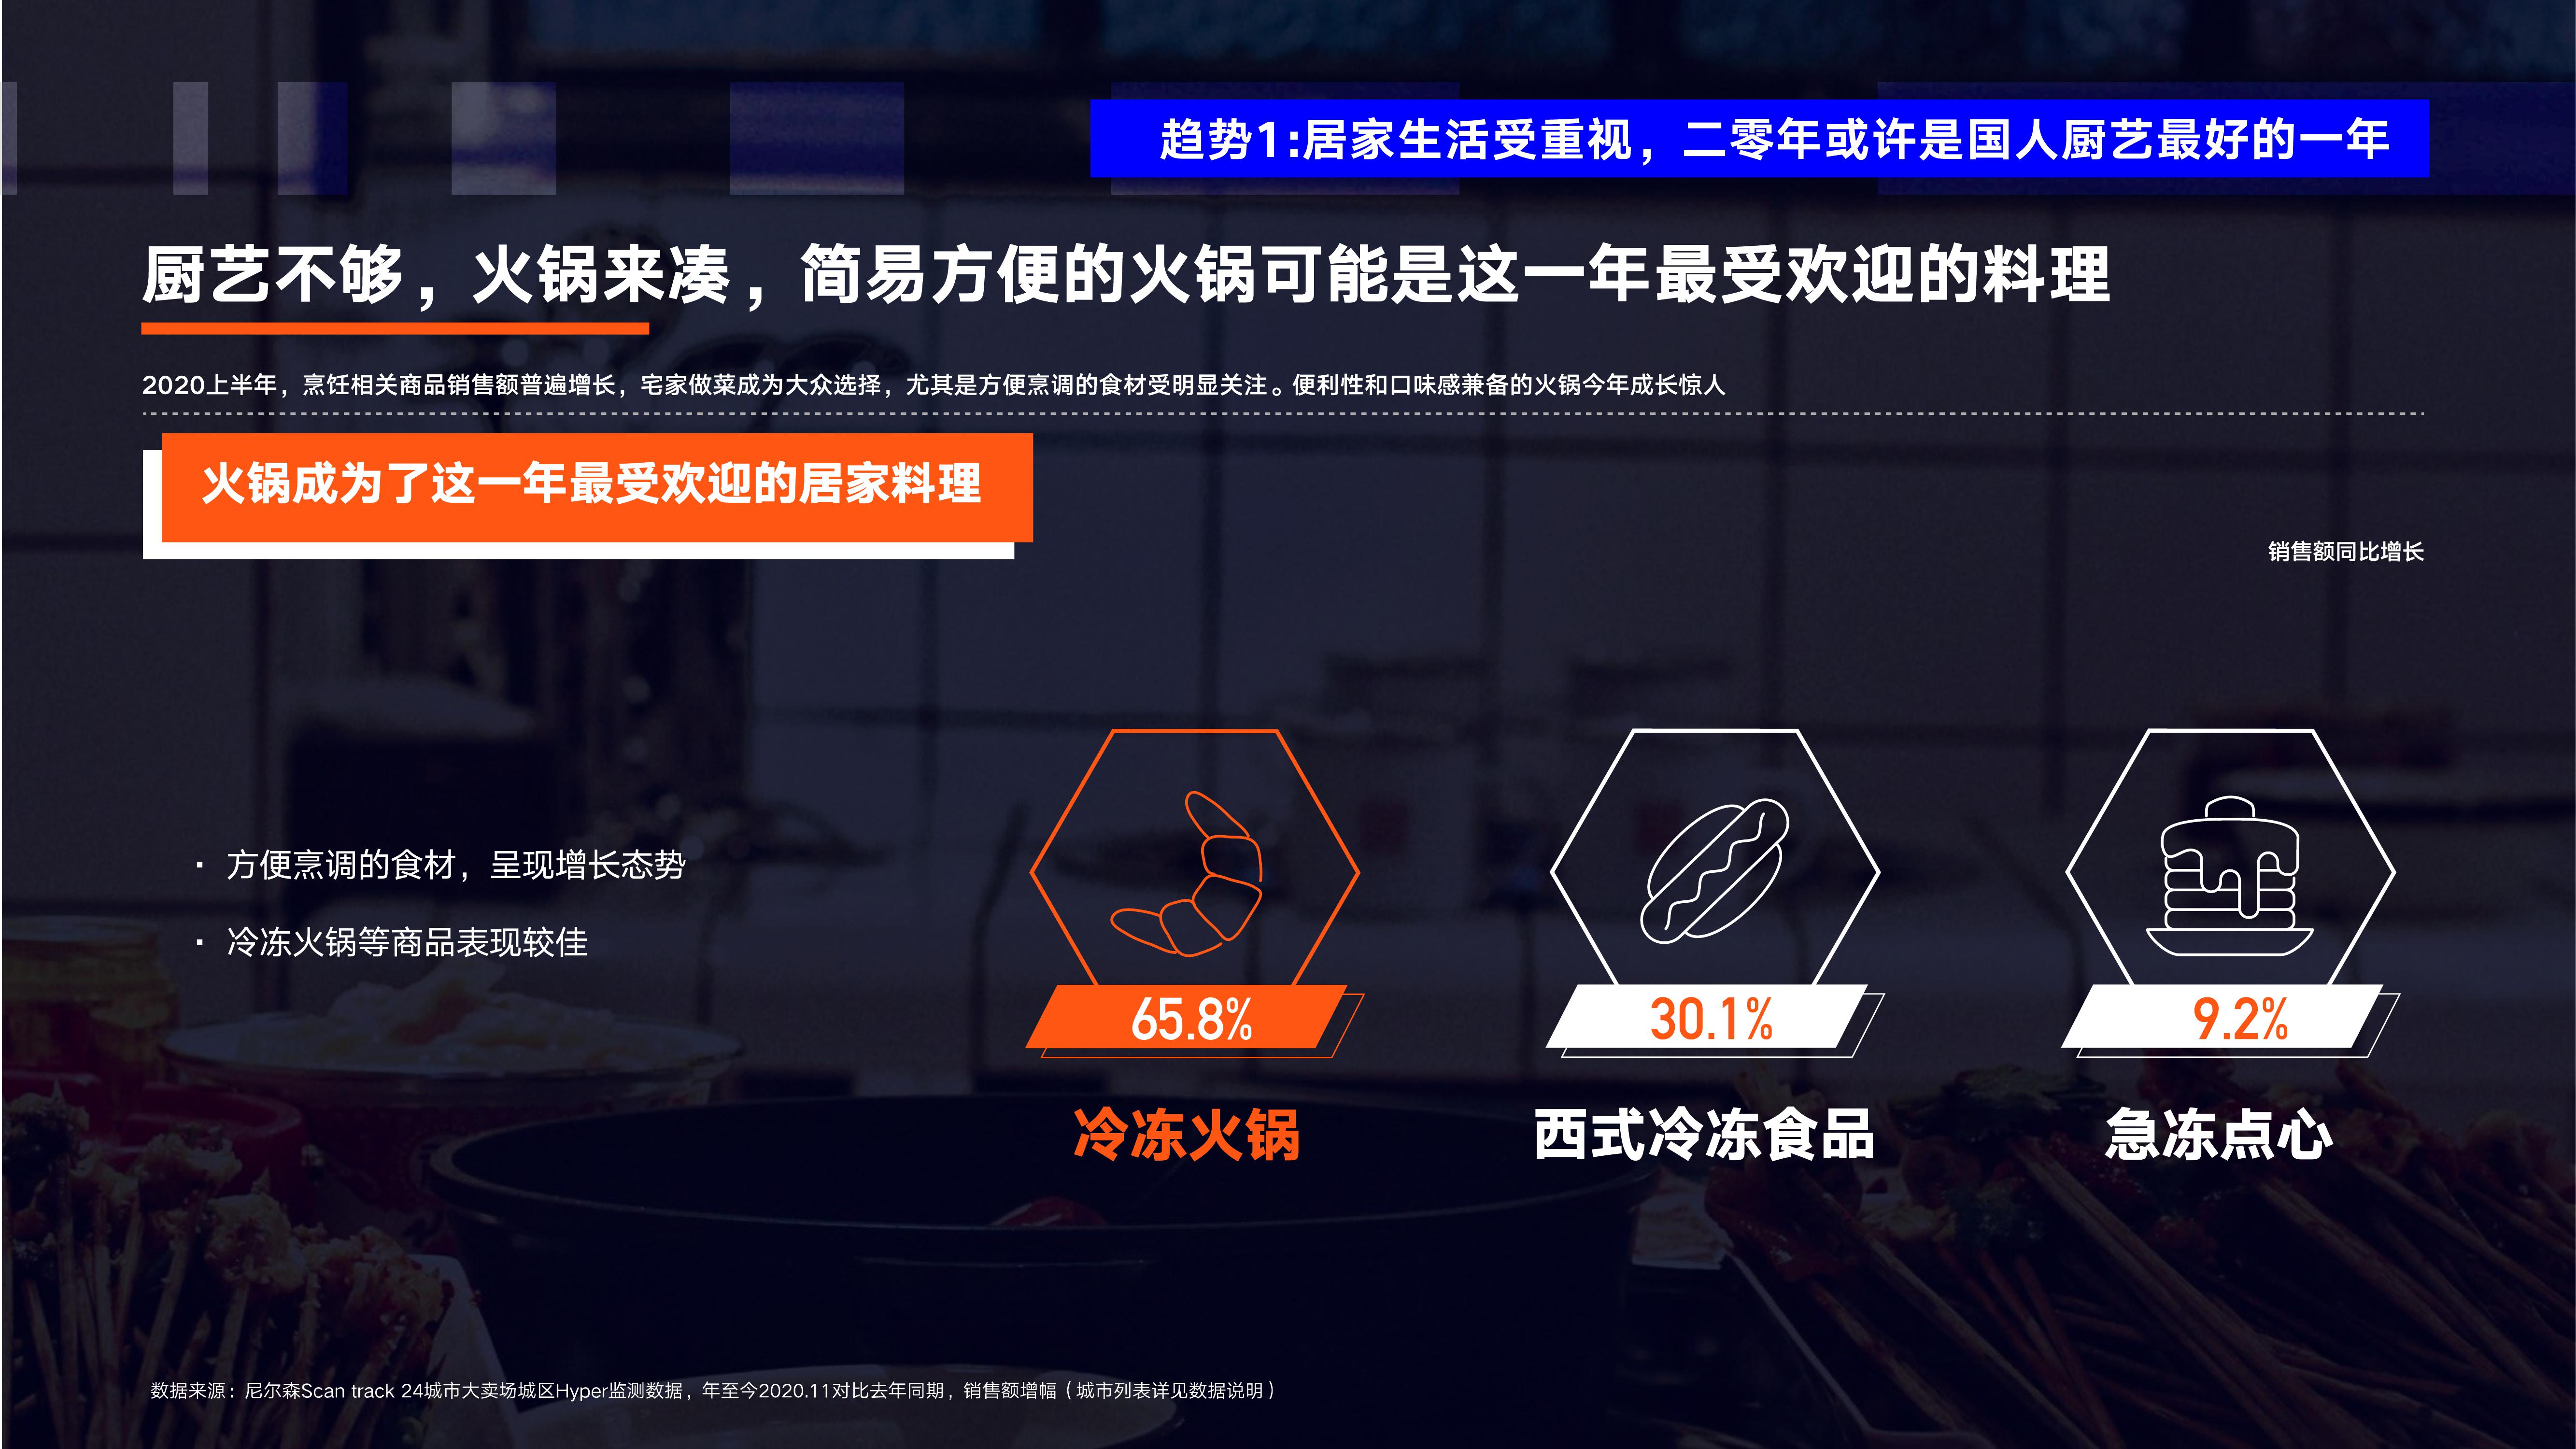 趋势1:居家生活受重视，二零年或许是国人厨艺最好的一年
厨艺不够，火锅来凑，简易方便的火锅可能是这一年最受欢迎的料理
2020上半年，烹饪相关商品销售额普遍增长，宅家做菜成为大众选择，尤其是方便烹调的食材受明显关注。便利性和口味感兼备的火锅今年成长惊人
火锅成为了这一年最受欢迎的居家料理
销售额同比增长
· 方便烹调的食材，呈现增长态势
· 冷冻火锅等商品表现较佳
65.8%
30.1%
9.2%
冷冻火锅
西式冷冻食品
急冻点心
数据来源：尼尔森Scan track 24城市大卖场城区Hyper监测数据，年至今2020.11对比去年同期，销售额增幅（城市列表详见数据说明）